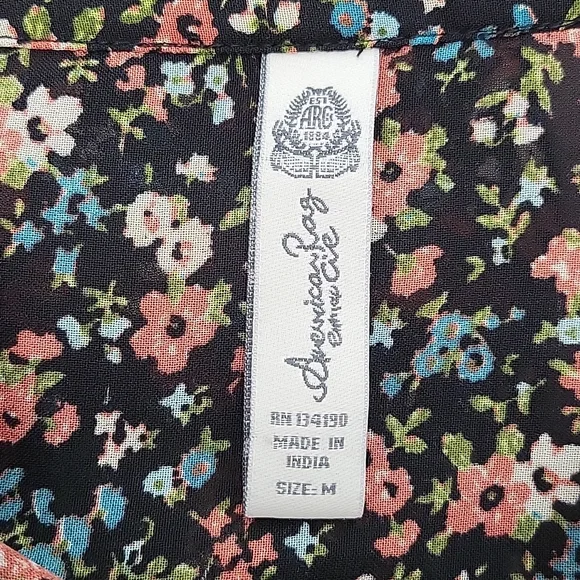 EST
ARC
1884
American Rag
Cie
RN 134190
MADE IN
INDIA
SIZE: M